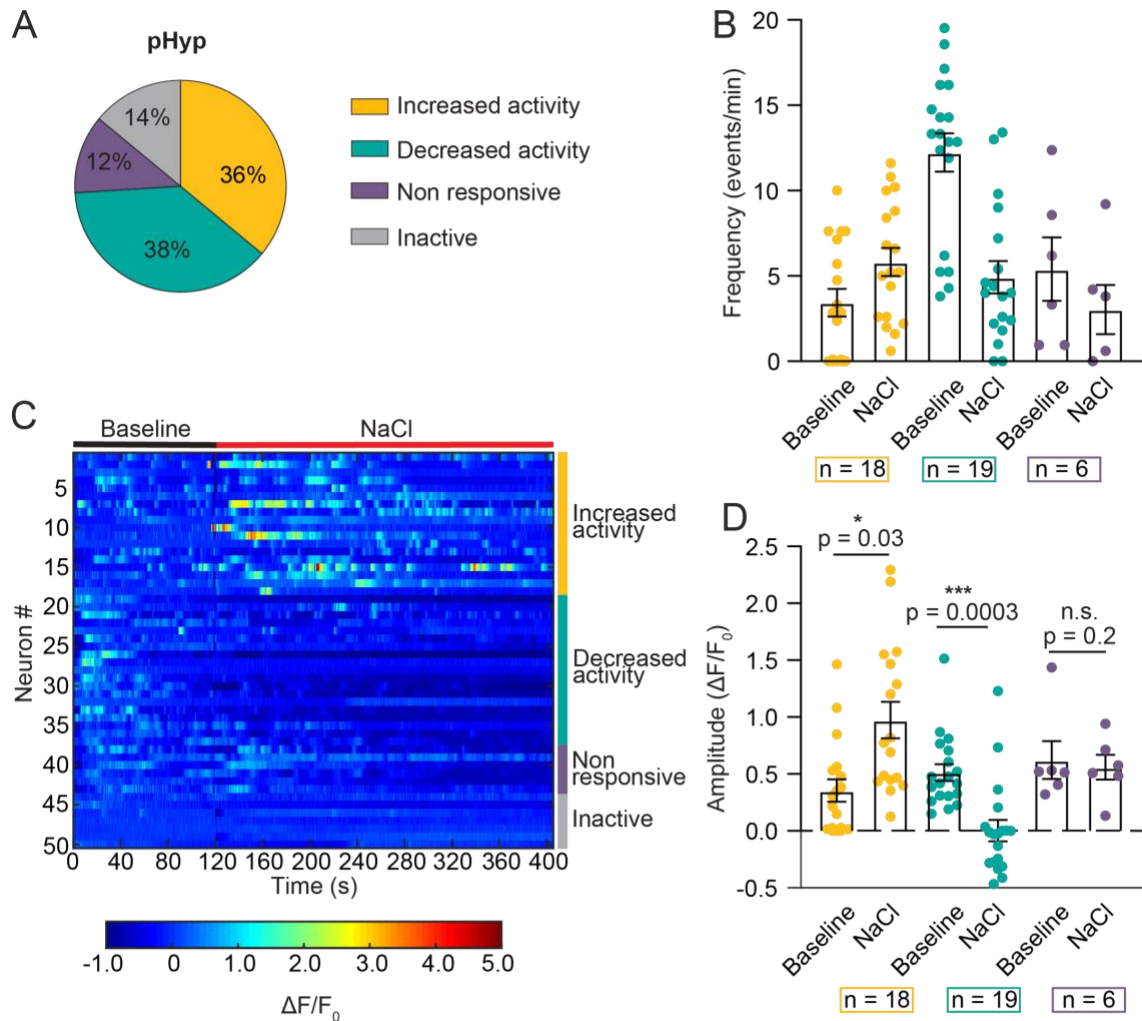 A
pHyp
14%
12%
36%
38%
Increased activity
Decreased activity
Non responsive
Inactive
B
Frequency (events/min)
20
15
10
5
0
Baseline
NaCl
Baseline
NaCl
Baseline
NaCl
n = 18
n = 19
n = 6
C
Baseline
NaCl
Neuron #
5
10
15
20
25
30
35
40
45
50
Increased
activity
Decreased
activity
Non
responsive
Inactive
0 40 80 120 160 200 240 280 320 360 400
Time (s)
-1.0 0 1.0 2.0 3.0 4.0 5.0
ΔF/F₀
D
Amplitude (ΔF/F₀)
2.5
2.0
1.5
1.0
0.5
0.0
-0.5
*
p = 0.03
***
p = 0.0003
n.s.
p = 0.2
Baseline
NaCl
Baseline
NaCl
Baseline
NaCl
n = 18
n = 19
n = 6